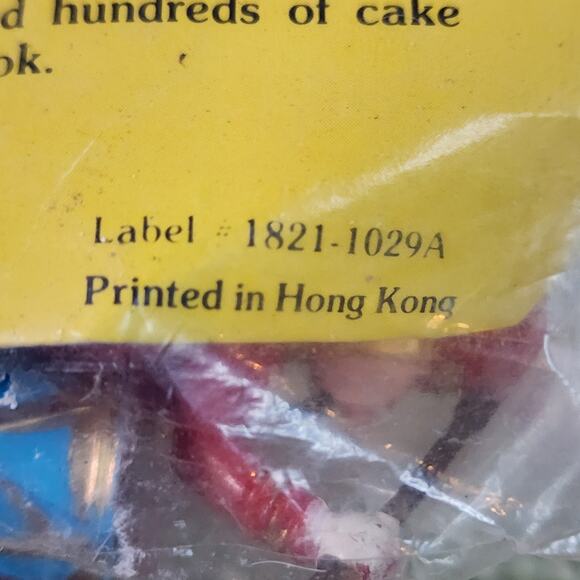 d hundreds of cake
ok.
Label # 1821-1029A
Printed in Hong Kong